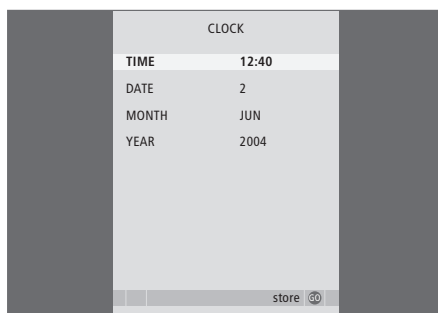 CLOCK
TIME 12:40
DATE 2
MONTH JUN
YEAR 2004
store GO